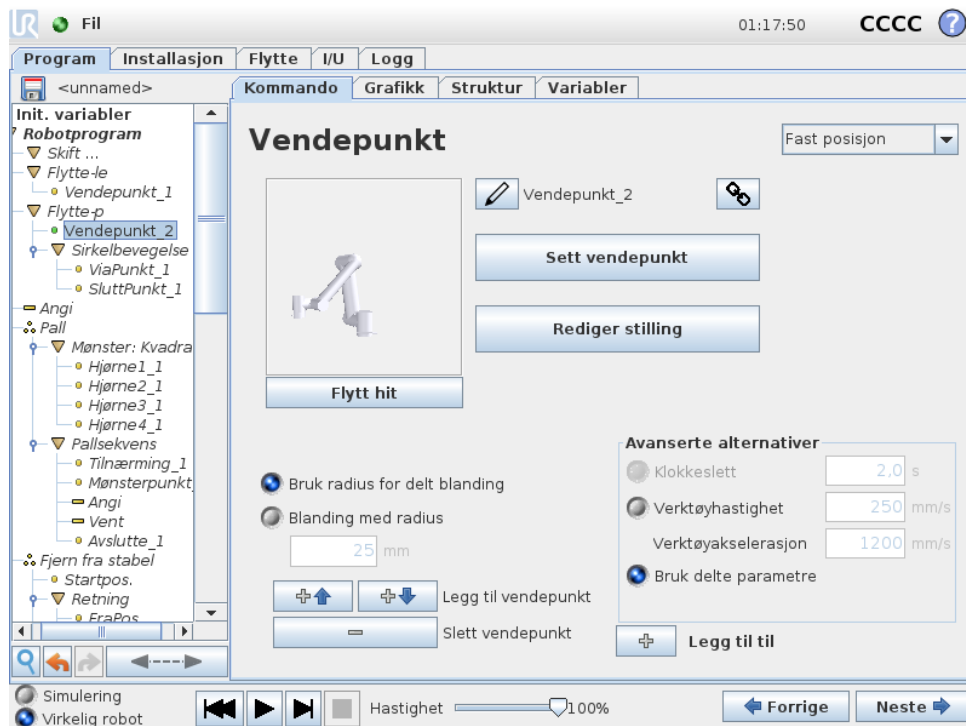 UR Fil 01:17:50 CCCC ?
Program Installasjon Flytte I/U Logg
<unnamed> Kommando Grafikk Struktur Variabler
Init. variabler
Robotprogram
Skift ...
Flytte-le
Vendepunkt_1
Flytte-p
Vendepunkt_2
Sirkelbevegelse
ViaPunkt_1
SluttPunkt_1
Angi
Pall
Mønster: Kvadra
Hjørne1_1
Hjørne2_1
Hjørne3_1
Hjørne4_1
Pallsekvens
Tilnærming_1
Mønsterpunkt_
Angi
Vent
Avslutte_1
Fjern fra stabel
Startpos.
Retning
FraPos
Vendepunkt Fast posisjon
Vendepunkt_2
Sett vendepunkt
Rediger stilling
Flytt hit
Bruk radius for delt blanding
Blanding med radius
25 mm
Legg til vendepunkt
Slett vendepunkt
Avanserte alternativer
Klokkeslett 2,0 s
Verktøyhastighet 250 mm/s
Verktøyakselerasjon 1200 mm/s
Bruk delte parametre
Legg til til
Simulering
Virkelig robot
Hastighet 100%
Forrige Neste